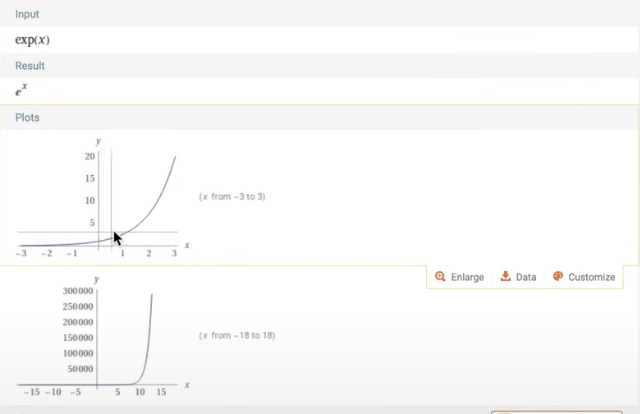 Input
exp(x)
Result
e^x
Plots
y
20
15
10
5
-3 -2 -1 1 2 3 x
(x from -3 to 3)
Enlarge Data Customize
y
300000
250000
200000
150000
100000
50000
-15 -10 -5 5 10 15 x
(x from -18 to 18)